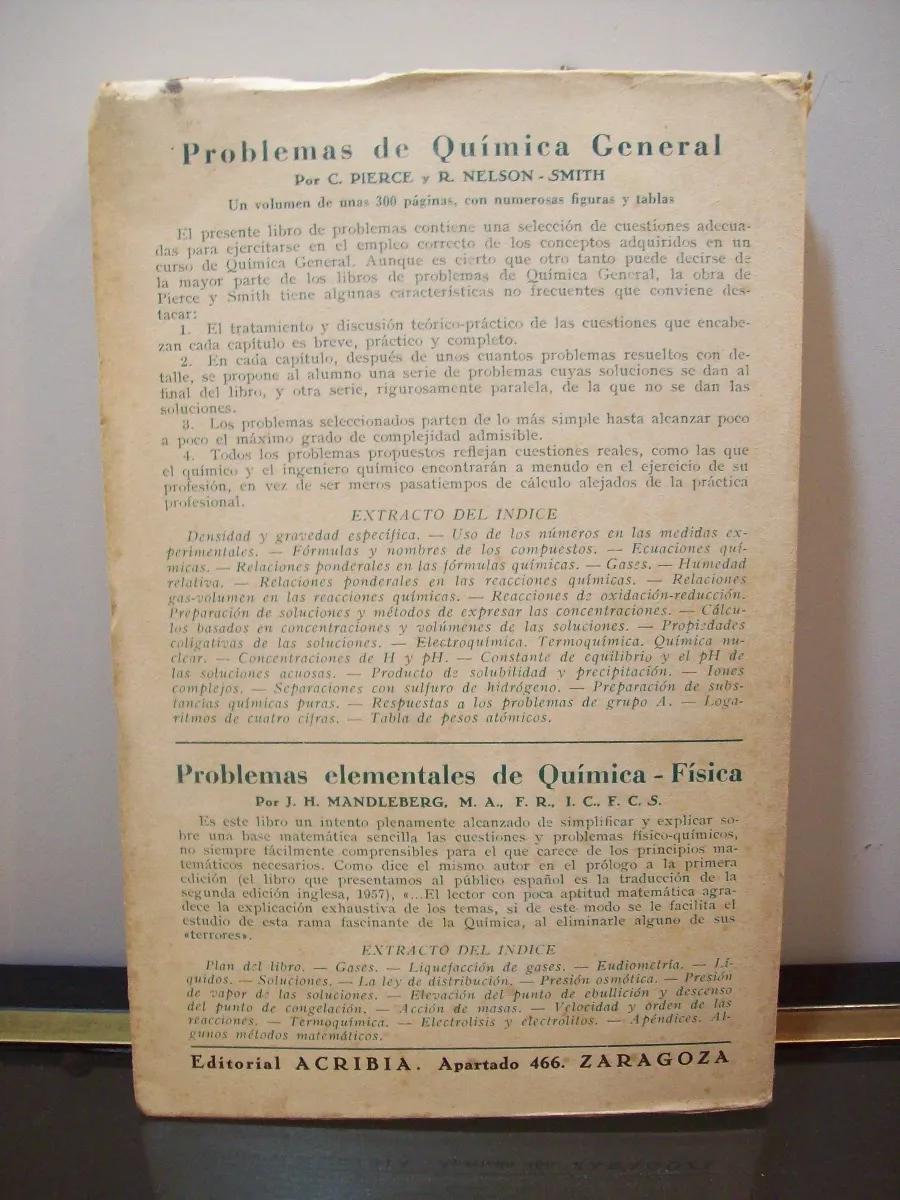 Problemas de Química General
Por C. PIERCE y R. NELSON - SMITH
Un volumen de unas 300 páginas, con numerosas figuras y tablas
El presente libro de problemas contiene una selección de cuestiones adecua-
das para ejercitarse en el empleo correcto de los conceptos adquiridos en un
curso de Química General. Aunque es cierto que otro tanto puede decirse de
la mayor parte de los libros de problemas de Química General, la obra de
Pierce y Smith tiene algunas características no frecuentes que conviene des-
tacar:
1. El tratamiento y discusión teórico-práctico de las cuestiones que encabe-
zan cada capítulo es breve, práctico y completo.
2. En cada capítulo, después de unos cuantos problemas resueltos con de-
talle, se propone al alumno una serie de problemas cuyas soluciones se dan al
final del libro, y otra serie, rigurosamente paralela, de la que no se dan las
soluciones.
3. Los problemas seleccionados parten de lo más simple hasta alcanzar poco
a poco el máximo grado de complejidad admisible.
4. Todos los problemas propuestos reflejan cuestiones reales, como las que
el químico y el ingeniero químico encontrarán a menudo en el ejercicio de su
profesión, en vez de ser meros pasatiempos de cálculo alejados de la práctica
profesional.
EXTRACTO DEL INDICE
Densidad y gravedad específica. — Uso de los números en las medidas ex-
perimentales. — Fórmulas y nombres de los compuestos. — Ecuaciones quí-
micas. — Relaciones ponderales en las fórmulas químicas. — Gases. — Humedad
relativa. — Relaciones ponderales en las reacciones químicas. — Relaciones
gas-volumen en las reacciones químicas. — Reacciones de oxidación-reducción.
Preparación de soluciones y métodos de expresar las concentraciones. — Cálcu-
los basados en concentraciones y volúmenes de las soluciones. — Propiedades
coligativas de las soluciones. — Electroquímica. Termoquímica. Química nu-
clear. — Concentraciones de H y pH. — Constante de equilibrio y el pH de
las soluciones acuosas. — Producto de solubilidad y precipitación. — Iones
complejos. — Separaciones con sulfuro de hidrógeno. — Preparación de subs-
tancias químicas puras. — Respuestas a los problemas de grupo A. — Loga-
ritmos de cuatro cifras. — Tabla de pesos atómicos.
Problemas elementales de Química - Física
Por J. H. MANDLEBERG, M. A., F. R., I. C., F. C. S.
Es este libro un intento plenamente alcanzado de simplificar y explicar so-
bre una base matemática sencilla las cuestiones y problemas físico-químicos,
no siempre fácilmente comprensibles para el que carece de los principios ma-
temáticos necesarios. Como dice el mismo autor en el prólogo a la primera
edición (el libro que presentamos al público español es la traducción de la
segunda edición inglesa, 1957), «...El lector con poca aptitud matemática agra-
dece la explicación exhaustiva de los temas, si de este modo se le facilita el
estudio de esta rama fascinante de la Química, al eliminarle alguno de sus
«terrores».
EXTRACTO DEL INDICE
Plan del libro. — Gases. — Liquefacción de gases. — Eudiometría. — Lí-
quidos. — Soluciones. — La ley de distribución. — Presión osmótica. — Presión
de vapor de las soluciones. — Elevación del punto de ebullición y descenso
del punto de congelación. — Acción de masas. — Velocidad y orden de las
reacciones. — Termoquímica. — Electrolisis y electrólitos. — Apéndices. Al-
gunos métodos matemáticos.
Editorial ACRIBIA. Apartado 466. ZARAGOZA